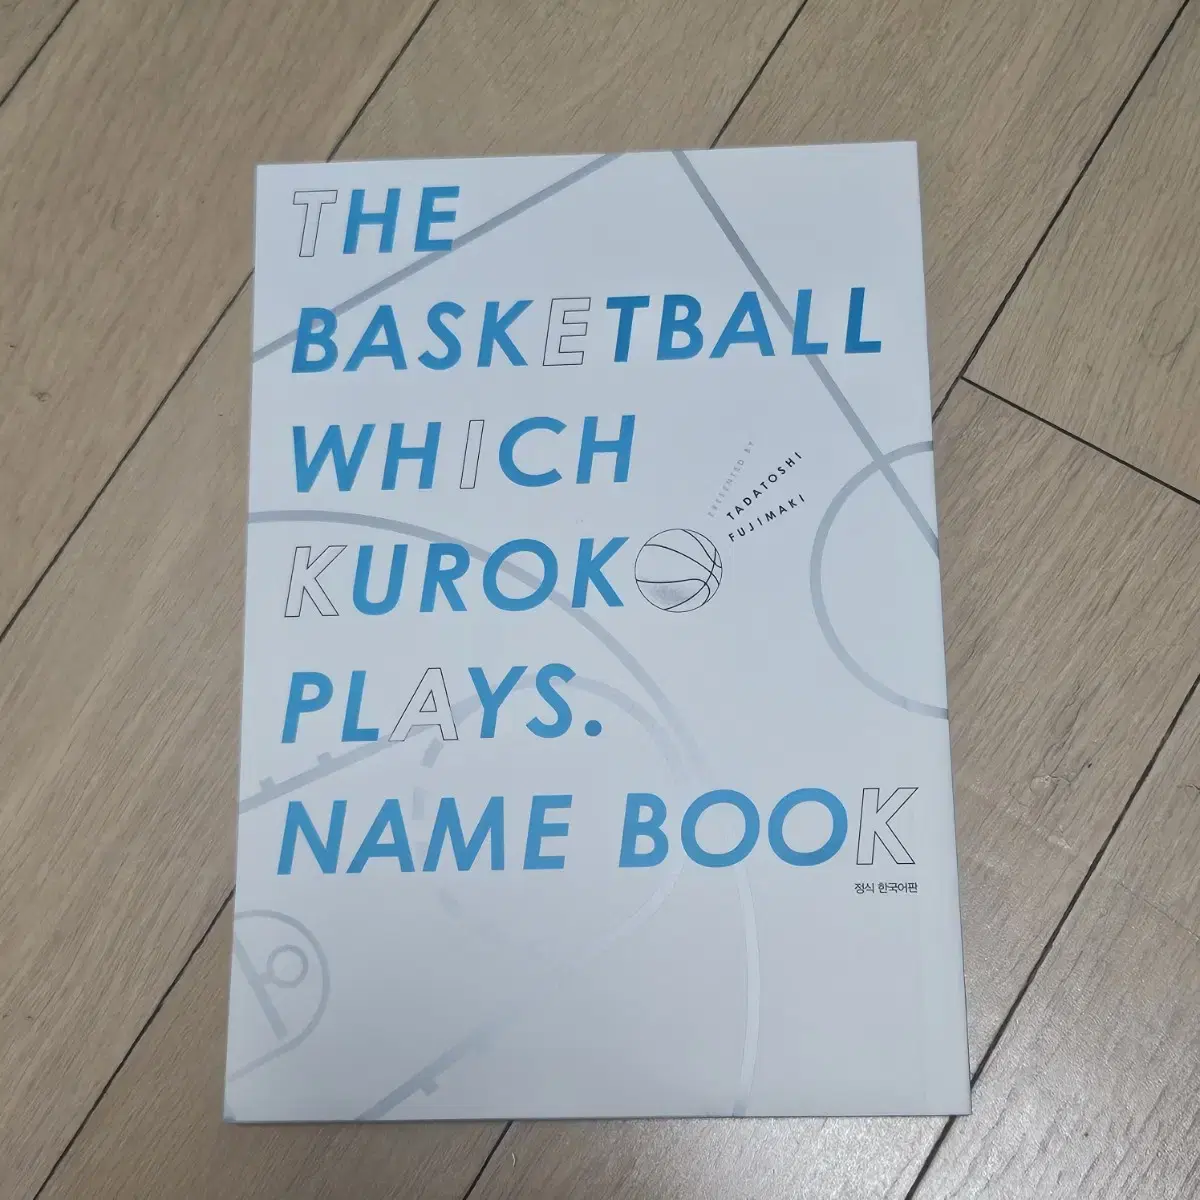 THE
BASKETBALL
WHICH
KUROKO
PRESENTED BY
TADATOSHI
FUJIMAKI
PLAYS.
NAME BOOK
정식 한국어판